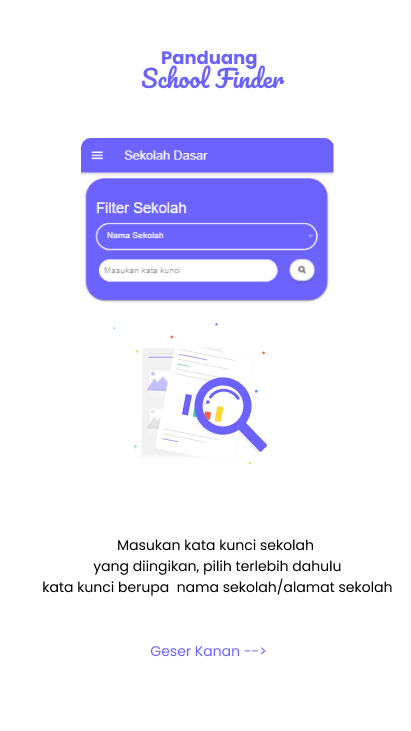 Panduang
School Finder
Sekolah Dasar
Filter Sekolah
Nama Sekolah
Masukan kata kunci
Masukan kata kunci sekolah
yang diingikan, pilih terlebih dahulu
kata kunci berupa  nama sekolah/alamat sekolah
Geser Kanan -->